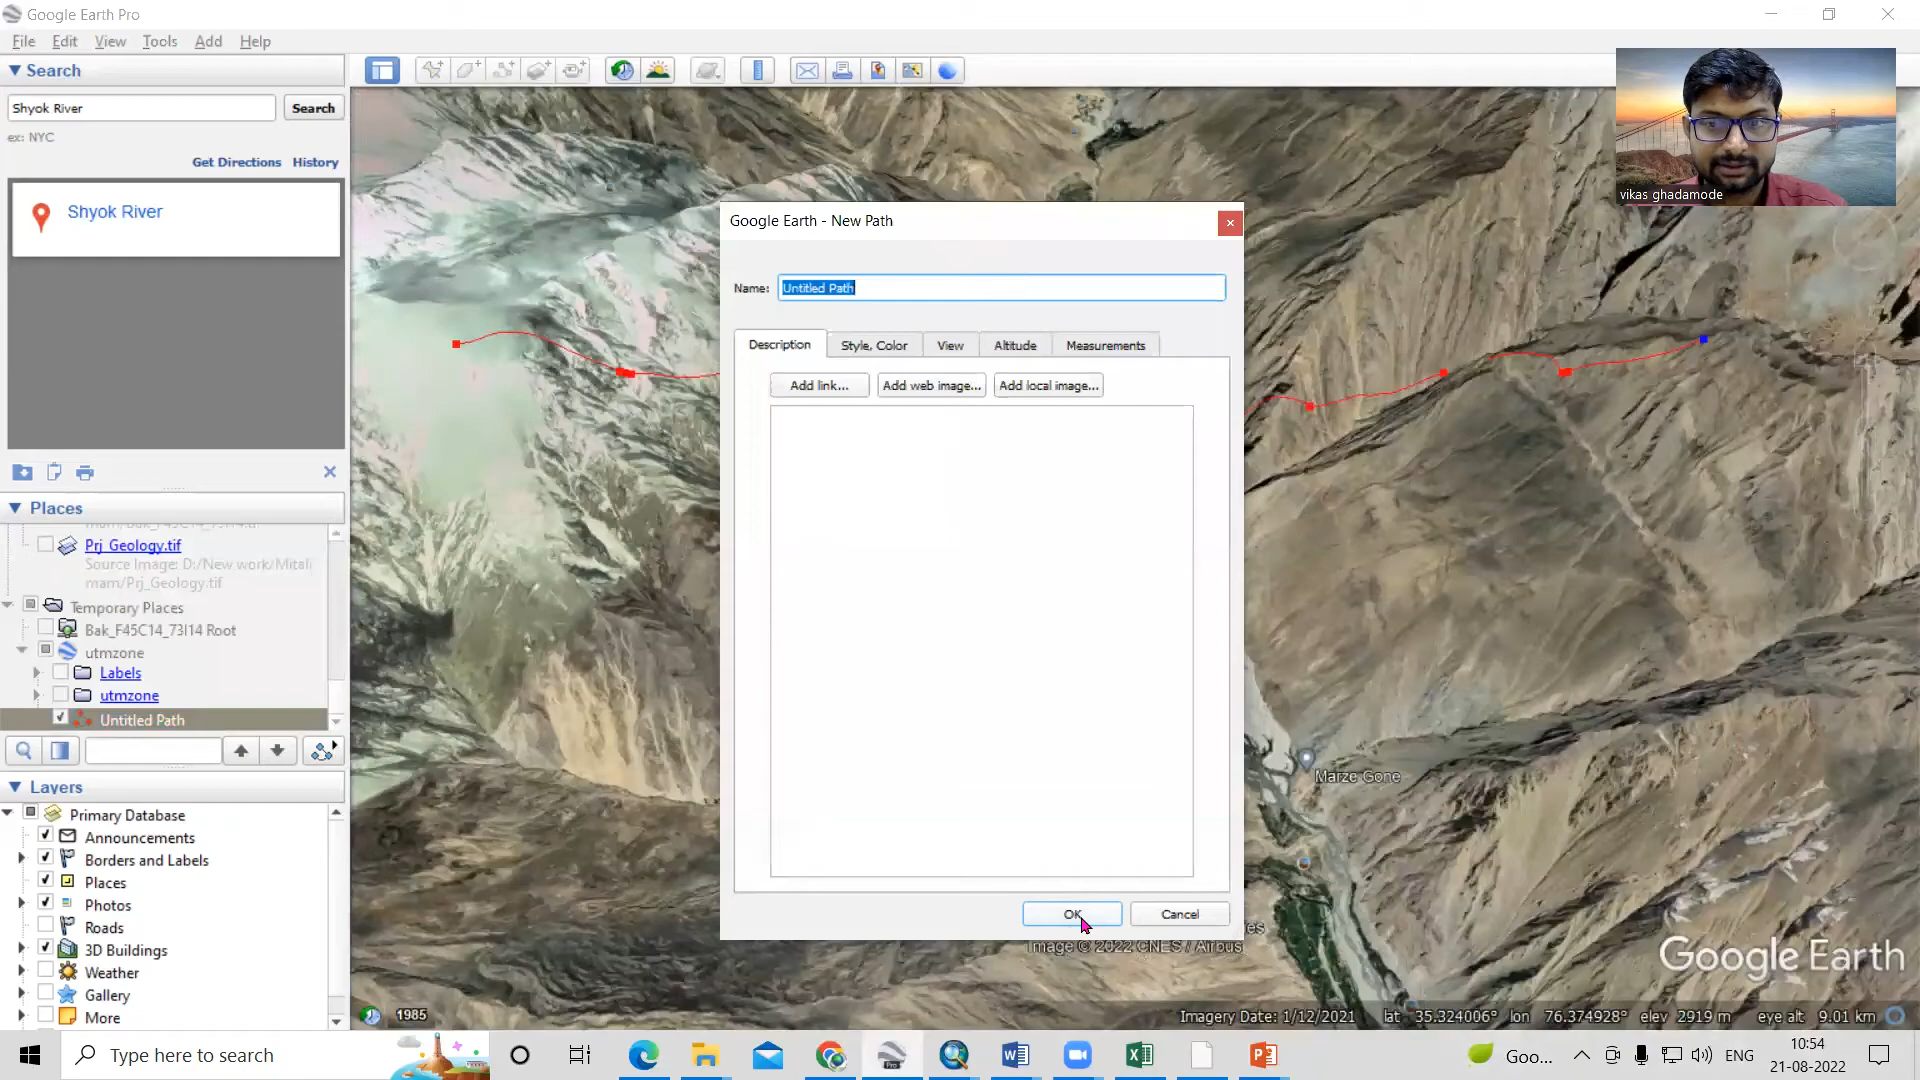 Google Earth Pro
File Edit View Tools Add Help
Search
Shyok River
Search
ex: NYC
Get Directions History
Shyok River
vikas ghadamode
Google Earth - New Path
Name: Untitled Path
Description Style, Color View Altitude Measurements
Add link... Add web image... Add local image...
OK Cancel
Places
Prj_Geology.tif
Source Image: D:/New work/Mitali
mam/Prj_Geology.tif
Temporary Places
Bak_F45C14_73I14 Root
utmzone
Labels
utmzone
Untitled Path
Layers
Primary Database
Announcements
Borders and Labels
Places
Photos
Roads
3D Buildings
Weather
Gallery
More
Marze Gone
Image © 2022 CNES / Airbus
Google Earth
1985
Imagery Date: 1/12/2021 lat 35.324006° lon 76.374928° elev 2919 m eye alt 9.01 km
Type here to search
Pro
Goo...
ENG
10:54
21-08-2022